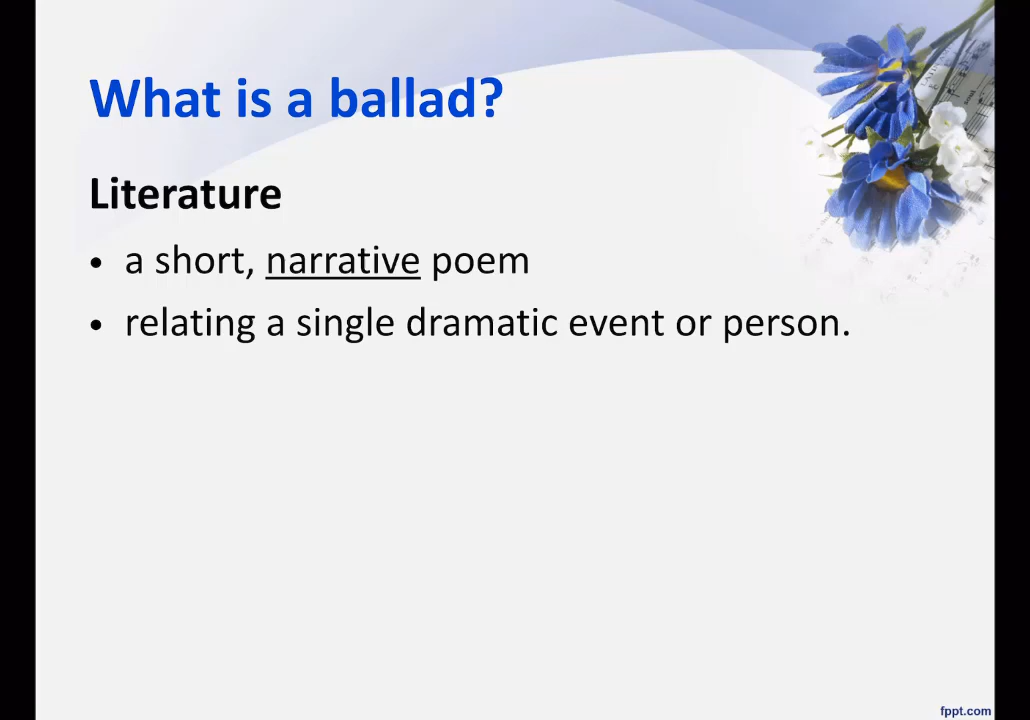 What is a ballad?
Literature
• a short, narrative poem
• relating a single dramatic event or person.
fppt.com